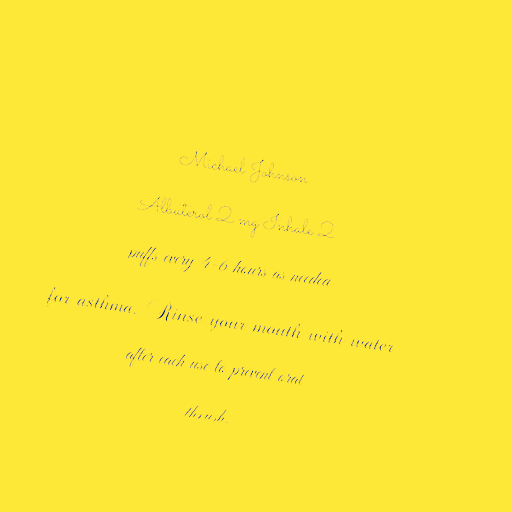 Michael Johnson
Albuterol 2 mg Inhale 2
puffs every 4-6 hours as needed
for asthma. Rinse your mouth with water
after each use to prevent oral
thrush.